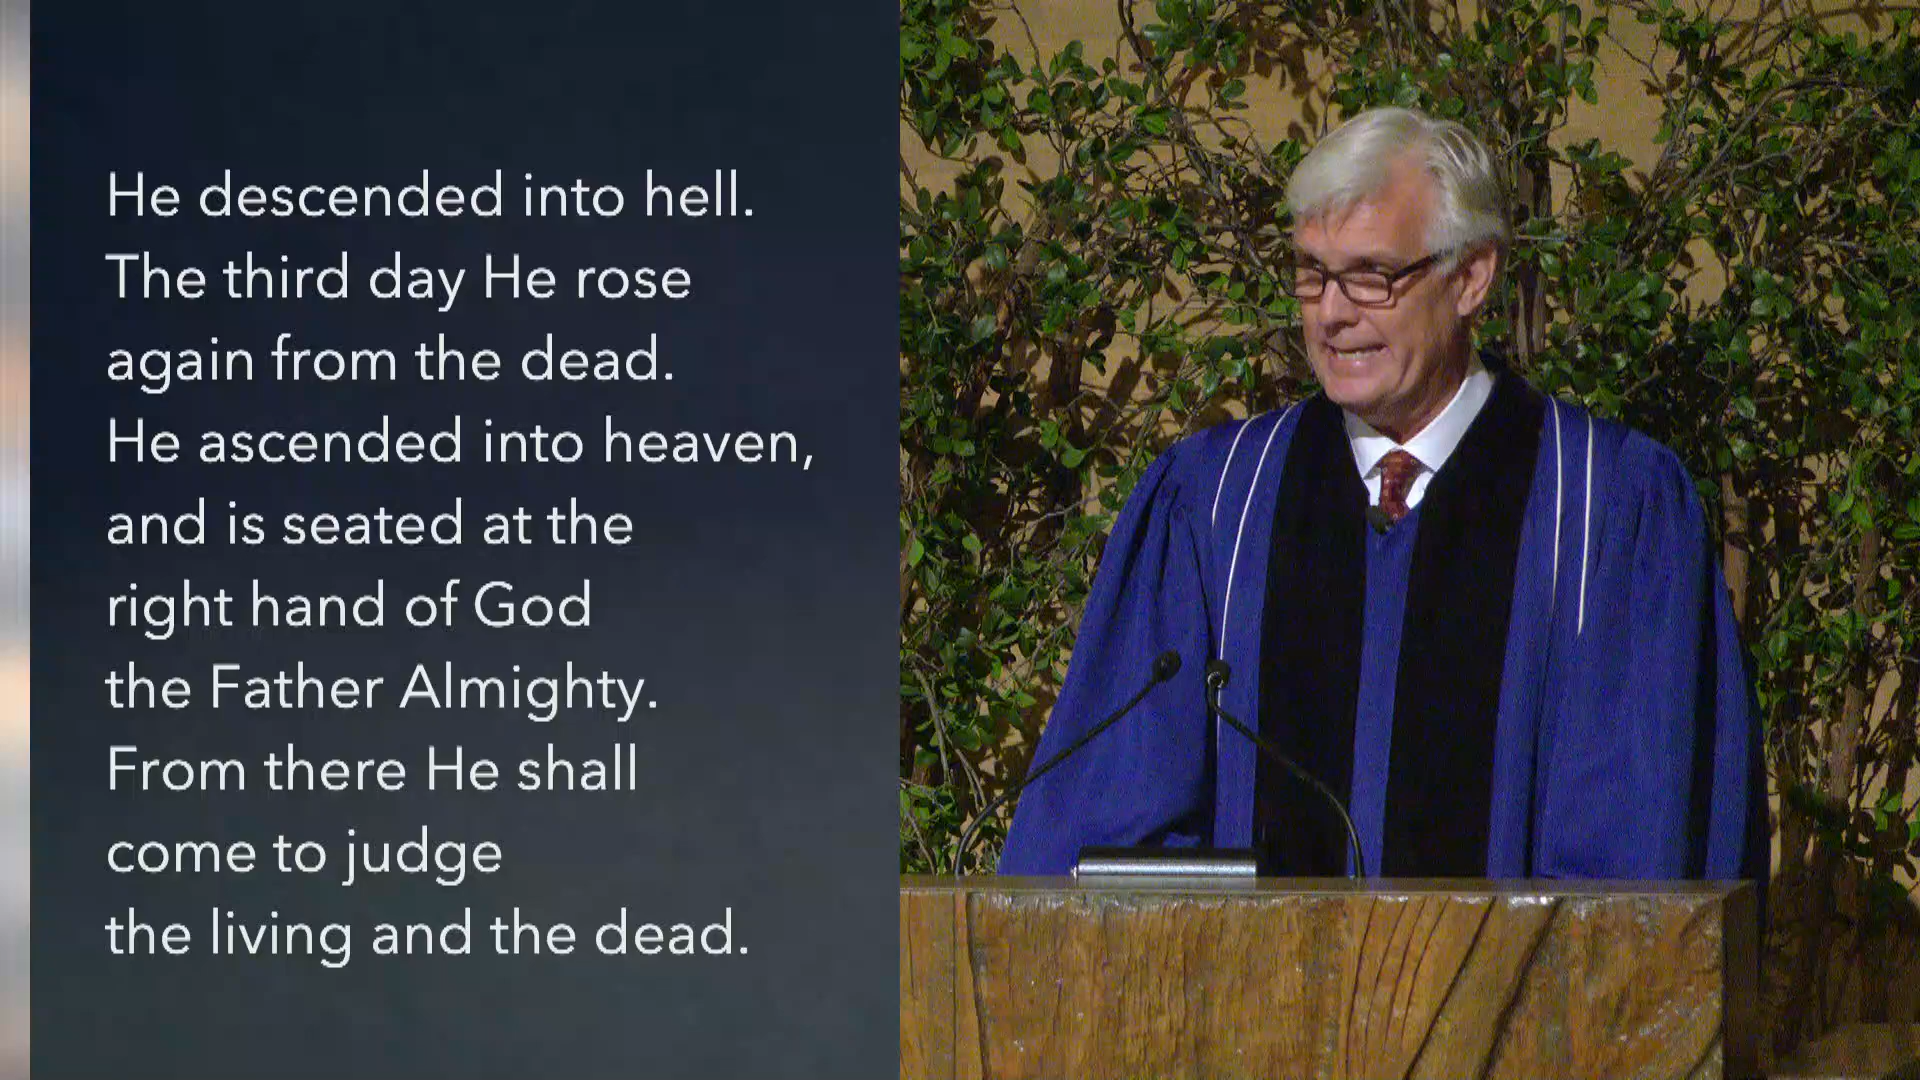 He descended into hell.
The third day He rose
again from the dead.
He ascended into heaven,
and is seated at the
right hand of God
the Father Almighty.
From there He shall
come to judge
the living and the dead.